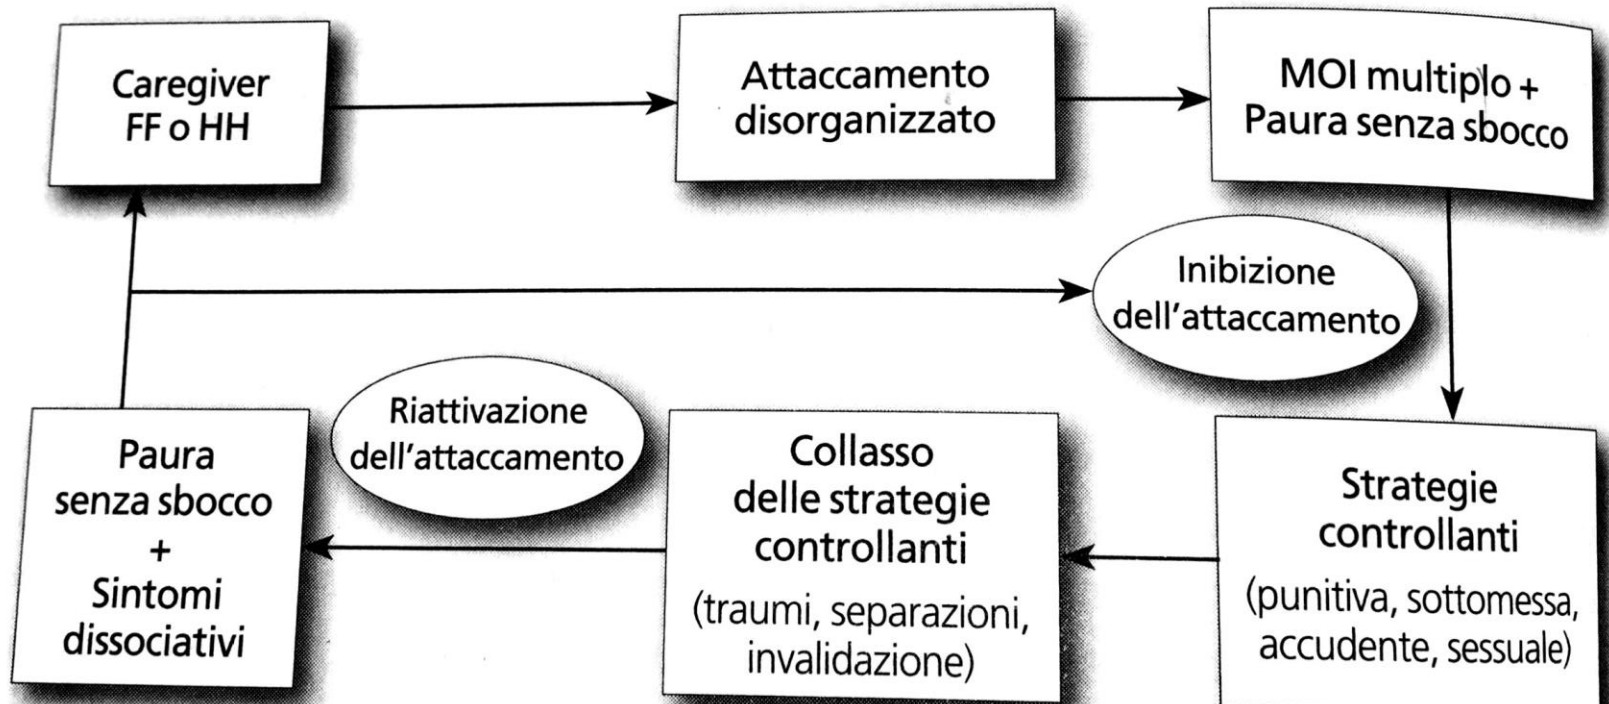 Caregiver
FF o HH
Attaccamento
disorganizzato
MOI multiplo +
Paura senza sbocco
Inibizione
dell'attaccamento
Riattivazione
dell'attaccamento
Paura
senza sbocco
+
Sintomi
dissociativi
Collasso
delle strategie
controllanti
(traumi, separazioni,
invalidazione)
Strategie
controllanti
(punitiva, sottomessa,
accudente, sessuale)